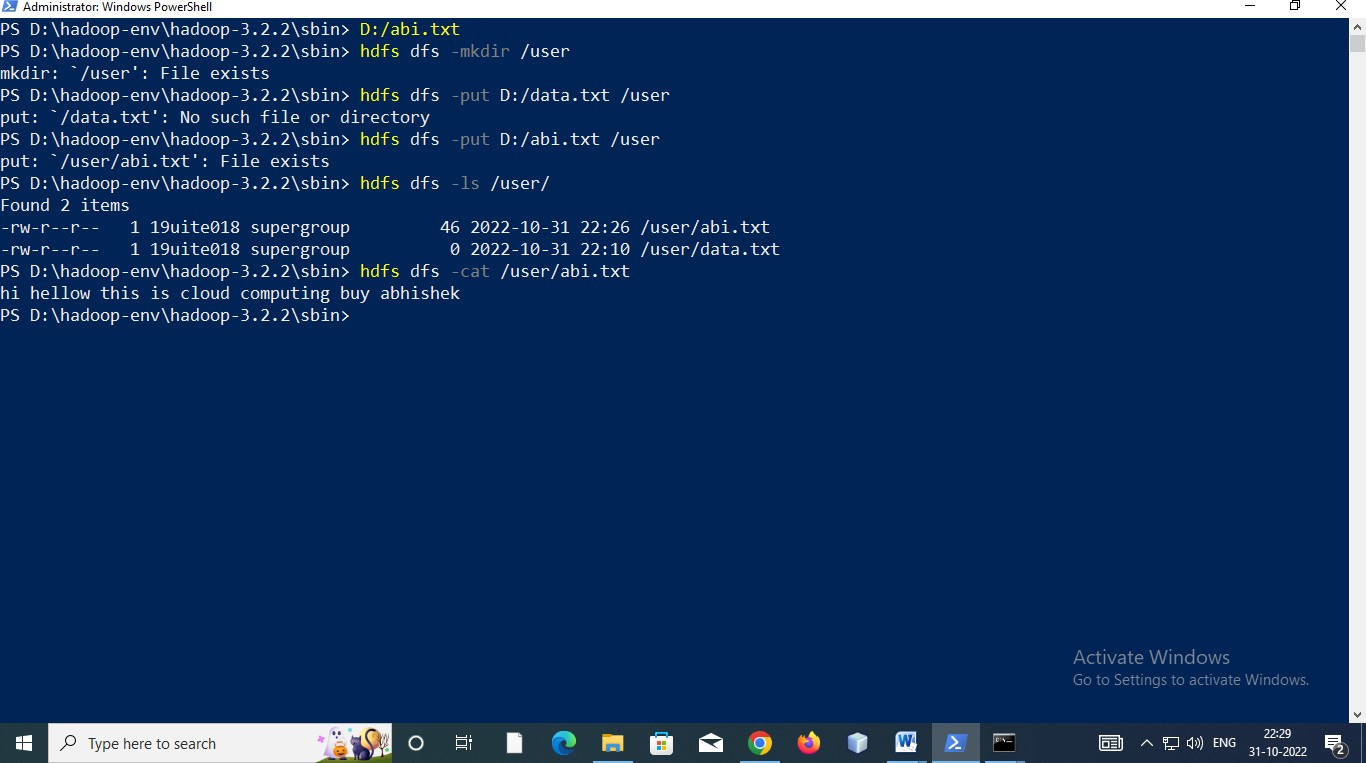 Administrator: Windows PowerShell
PS D:\hadoop-env\hadoop-3.2.2\sbin> D:/abi.txt
PS D:\hadoop-env\hadoop-3.2.2\sbin> hdfs dfs -mkdir /user
mkdir: `/user': File exists
PS D:\hadoop-env\hadoop-3.2.2\sbin> hdfs dfs -put D:/data.txt /user
put: `/data.txt': No such file or directory
PS D:\hadoop-env\hadoop-3.2.2\sbin> hdfs dfs -put D:/abi.txt /user
put: `/user/abi.txt': File exists
PS D:\hadoop-env\hadoop-3.2.2\sbin> hdfs dfs -ls /user/
Found 2 items
-rw-r--r--   1 19uite018 supergroup         46 2022-10-31 22:26 /user/abi.txt
-rw-r--r--   1 19uite018 supergroup          0 2022-10-31 22:10 /user/data.txt
PS D:\hadoop-env\hadoop-3.2.2\sbin> hdfs dfs -cat /user/abi.txt
hi hellow this is cloud computing buy abhishek
PS D:\hadoop-env\hadoop-3.2.2\sbin>
Activate Windows
Go to Settings to activate Windows.
Type here to search
ENG
22:29
31-10-2022
2